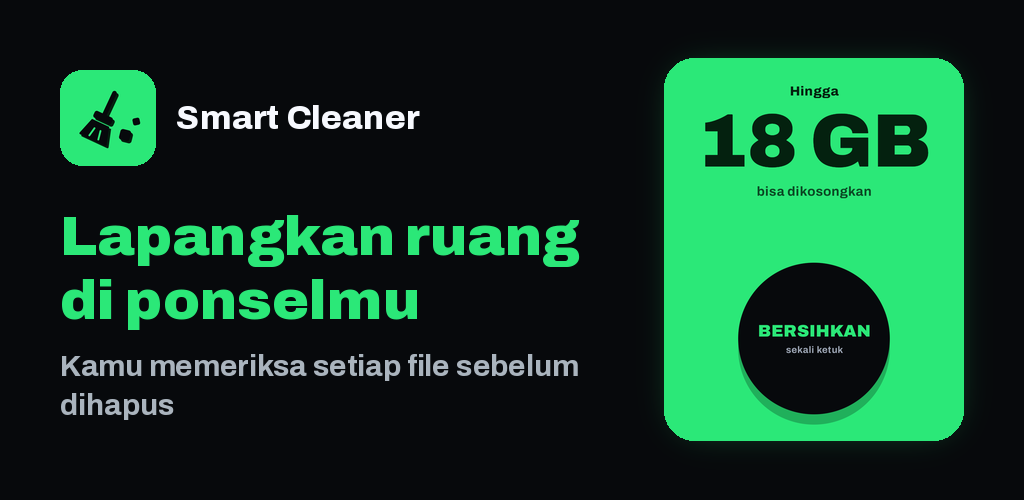 Smart Cleaner
Lapangkan ruang
di ponselmu
Kamu memeriksa setiap file sebelum
dihapus
Hingga
18 GB
bisa dikosongkan
BERSIHKAN
sekali ketuk